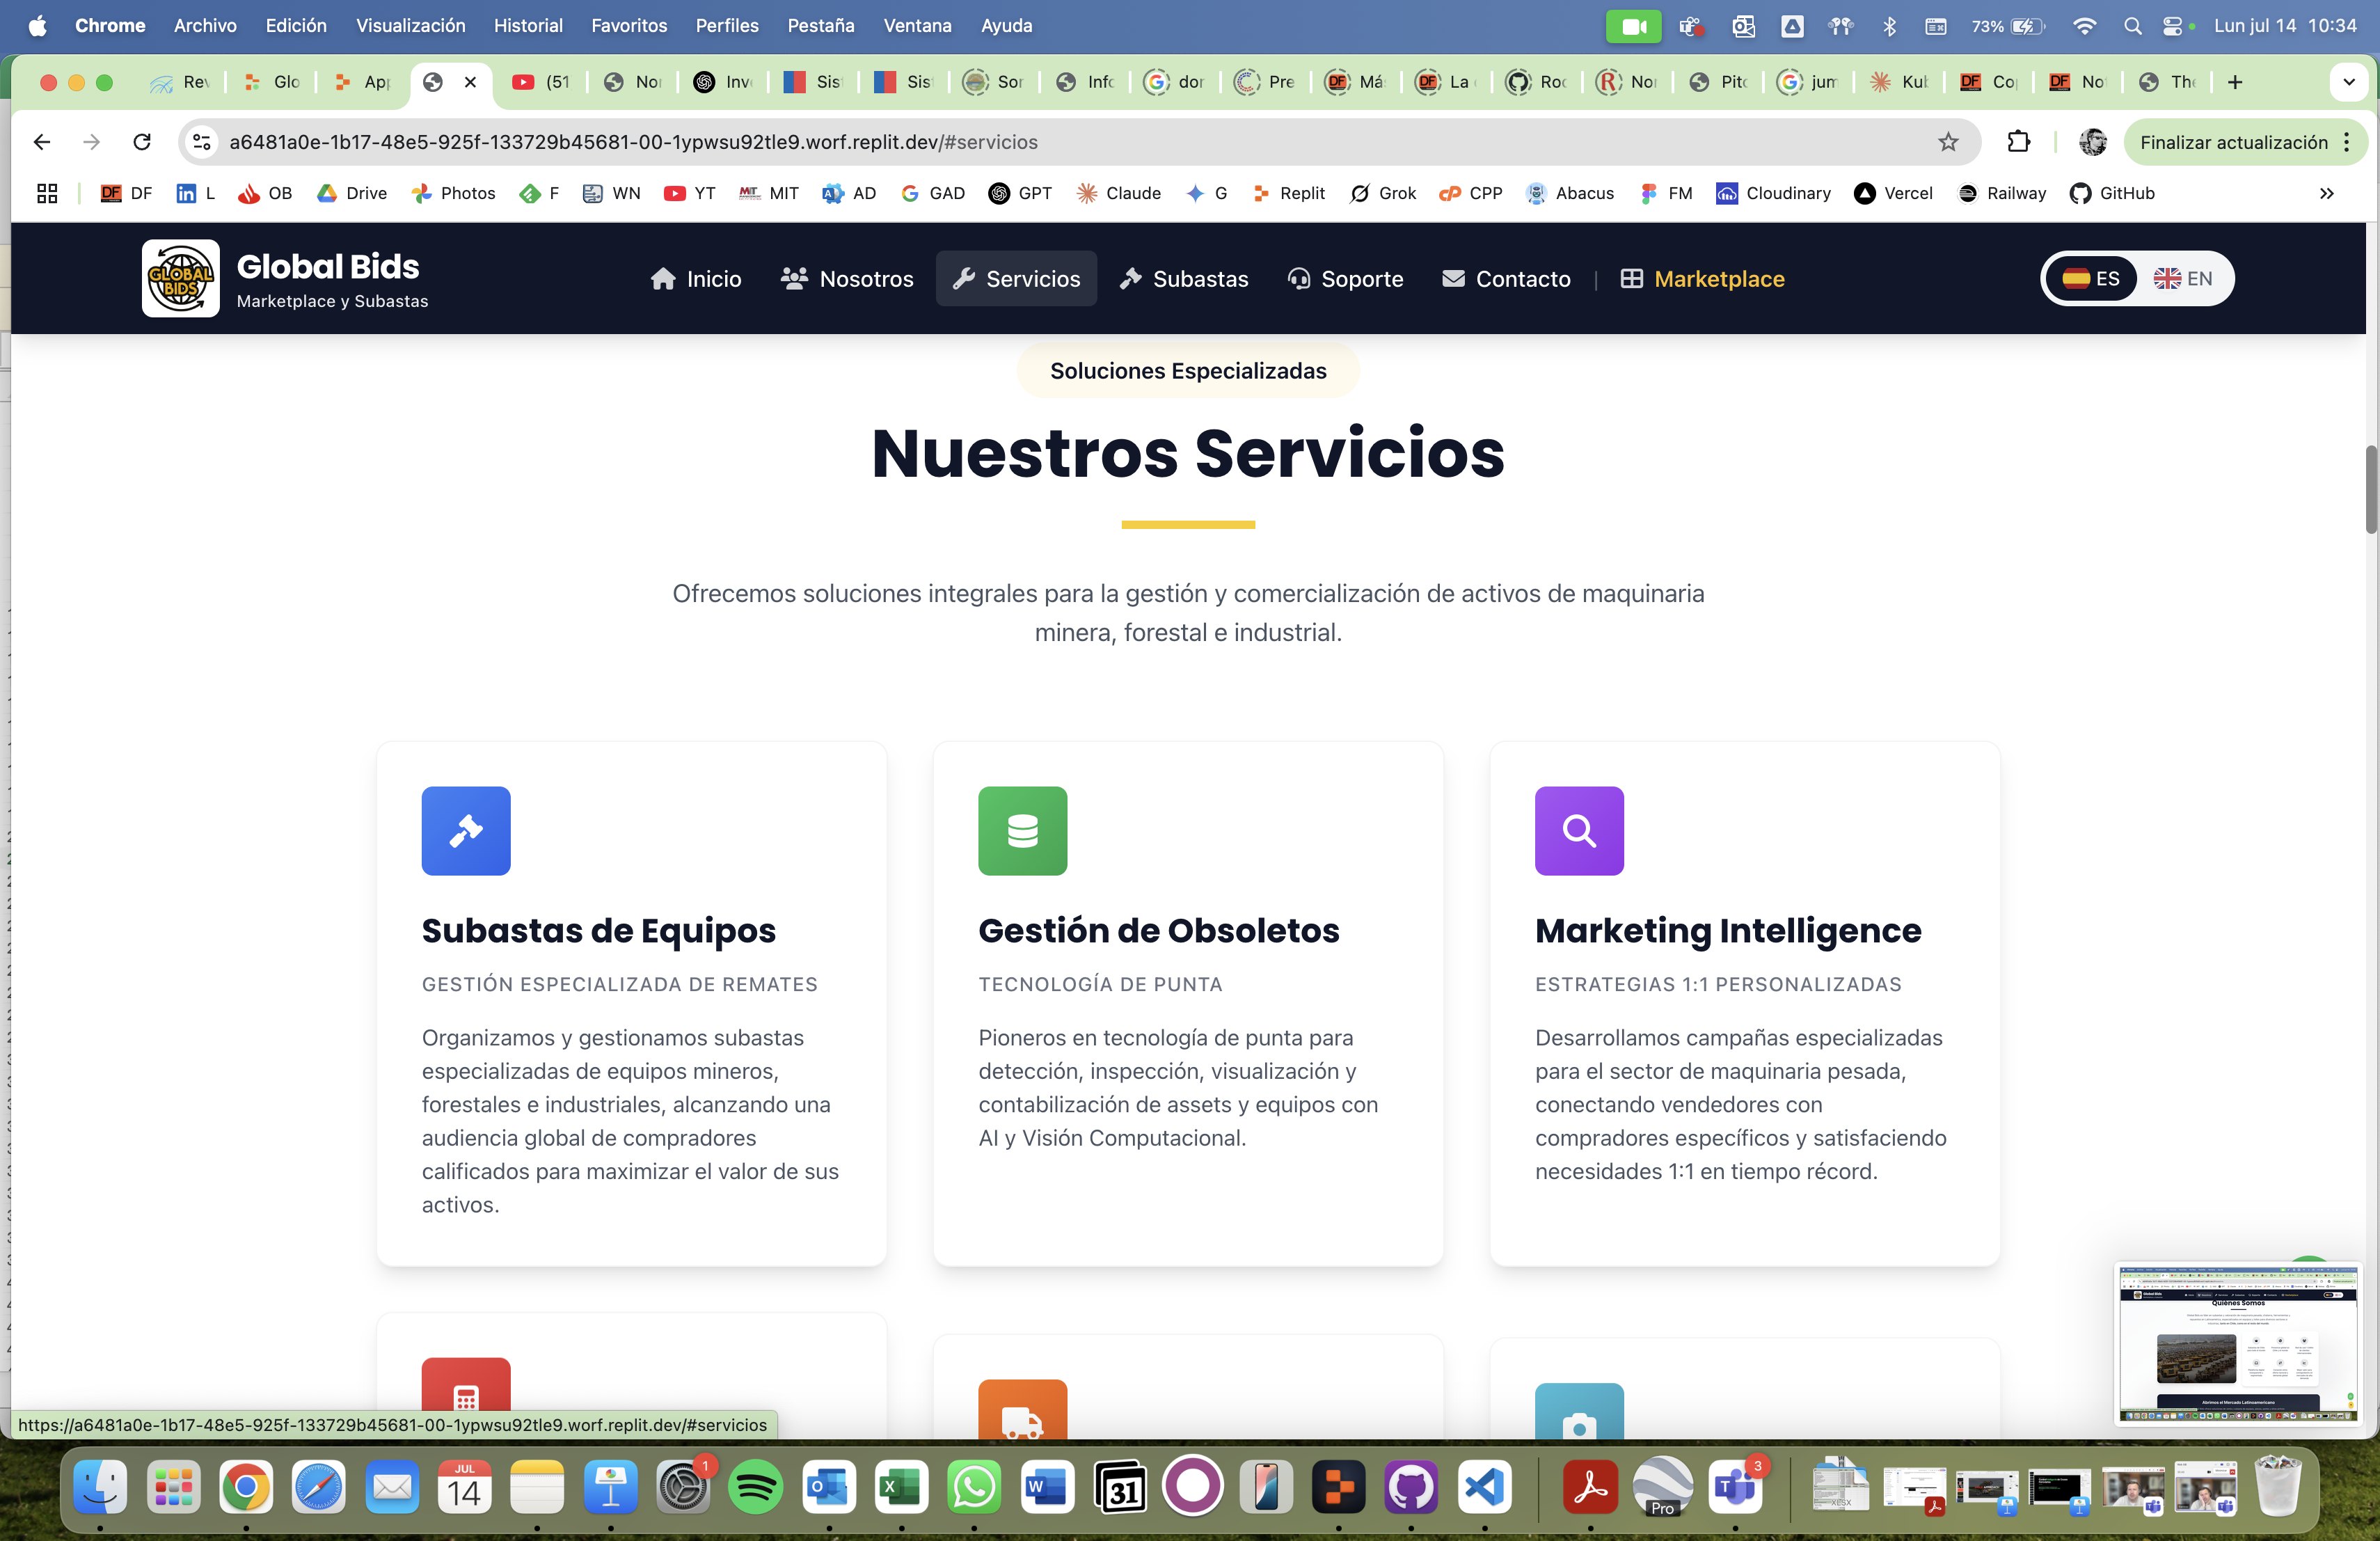 Chrome Archivo Edición Visualización Historial Favoritos Perfiles Pestaña Ventana Ayuda 73% Lun jul 14 10:34
Rev Glo App (51 Nor Inve Sist Sist Sor Info dor Pre Má La Roc Nor Pitc jum Kub Co No The
a6481a0e-1b17-48e5-925f-133729b45681-00-1ypwsu92tle9.worf.replit.dev/#servicios Finalizar actualización
DF L OB Drive Photos F WN YT MIT AD GAD GPT Claude G Replit Grok CPP Abacus FM Cloudinary Vercel Railway GitHub
GLOBAL BIDS Global Bids
Marketplace y Subastas
Inicio Nosotros Servicios Subastas Soporte Contacto | Marketplace ES EN
Soluciones Especializadas
Nuestros Servicios
Ofrecemos soluciones integrales para la gestión y comercialización de activos de maquinaria
minera, forestal e industrial.
Subastas de Equipos
GESTIÓN ESPECIALIZADA DE REMATES
Organizamos y gestionamos subastas
especializadas de equipos mineros,
forestales e industriales, alcanzando una
audiencia global de compradores
calificados para maximizar el valor de sus
activos.
Gestión de Obsoletos
TECNOLOGÍA DE PUNTA
Pioneros en tecnología de punta para
detección, inspección, visualización y
contabilización de assets y equipos con
AI y Visión Computacional.
Marketing Intelligence
ESTRATEGIAS 1:1 PERSONALIZADAS
Desarrollamos campañas especializadas
para el sector de maquinaria pesada,
conectando vendedores con
compradores específicos y satisfaciendo
necesidades 1:1 en tiempo récord.
Quiénes Somos
https://a6481a0e-1b17-48e5-925f-133729b45681-00-1ypwsu92tle9.worf.replit.dev/#servicios
JUL
14
1
31
Pro
3
XLSX